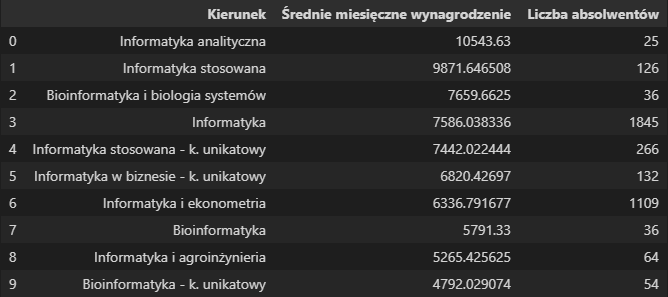 Kierunek Średnie miesięczne wynagrodzenie Liczba absolwentów
0 Informatyka analityczna 10543.63 25
1 Informatyka stosowana 9871.646508 126
2 Bioinformatyka i biologia systemów 7659.6625 36
3 Informatyka 7586.038336 1845
4 Informatyka stosowana - k. unikatowy 7442.022444 266
5 Informatyka w biznesie - k. unikatowy 6820.42697 132
6 Informatyka i ekonometria 6336.791677 1109
7 Bioinformatyka 5791.33 36
8 Informatyka i agroinżynieria 5265.425625 64
9 Bioinformatyka - k. unikatowy 4792.029074 54